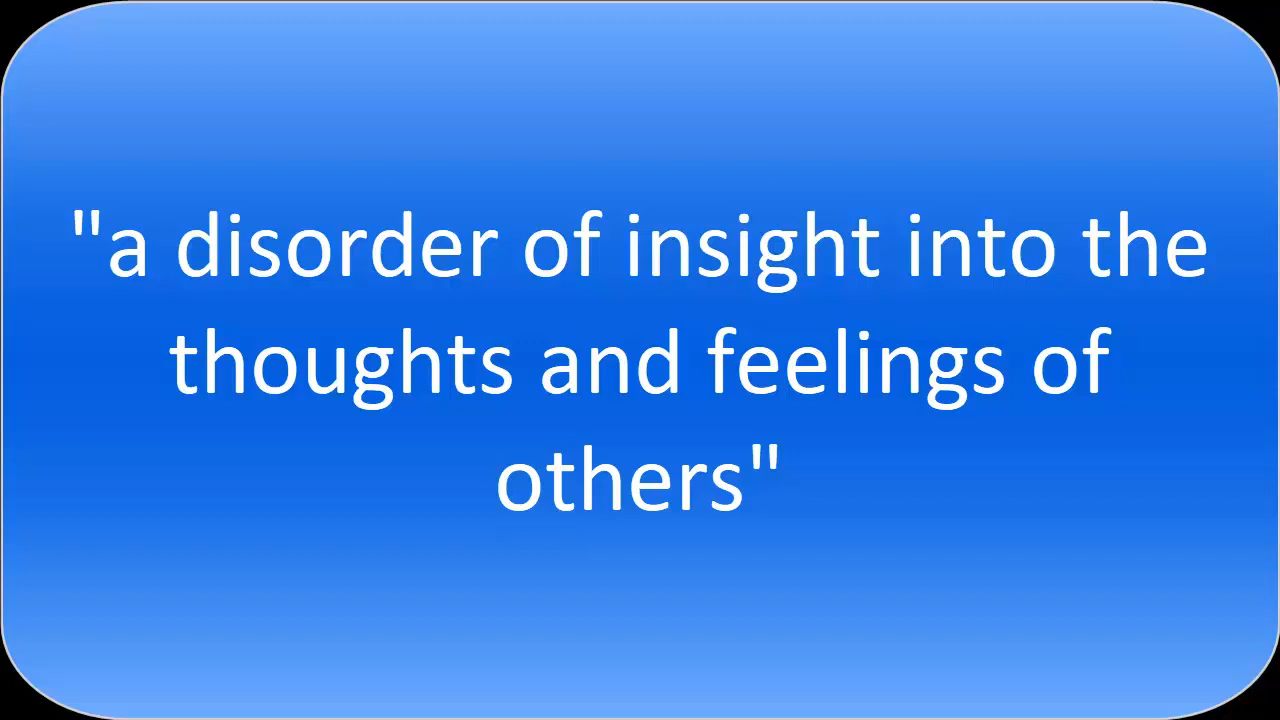 "a disorder of insight into the
thoughts and feelings of
others"